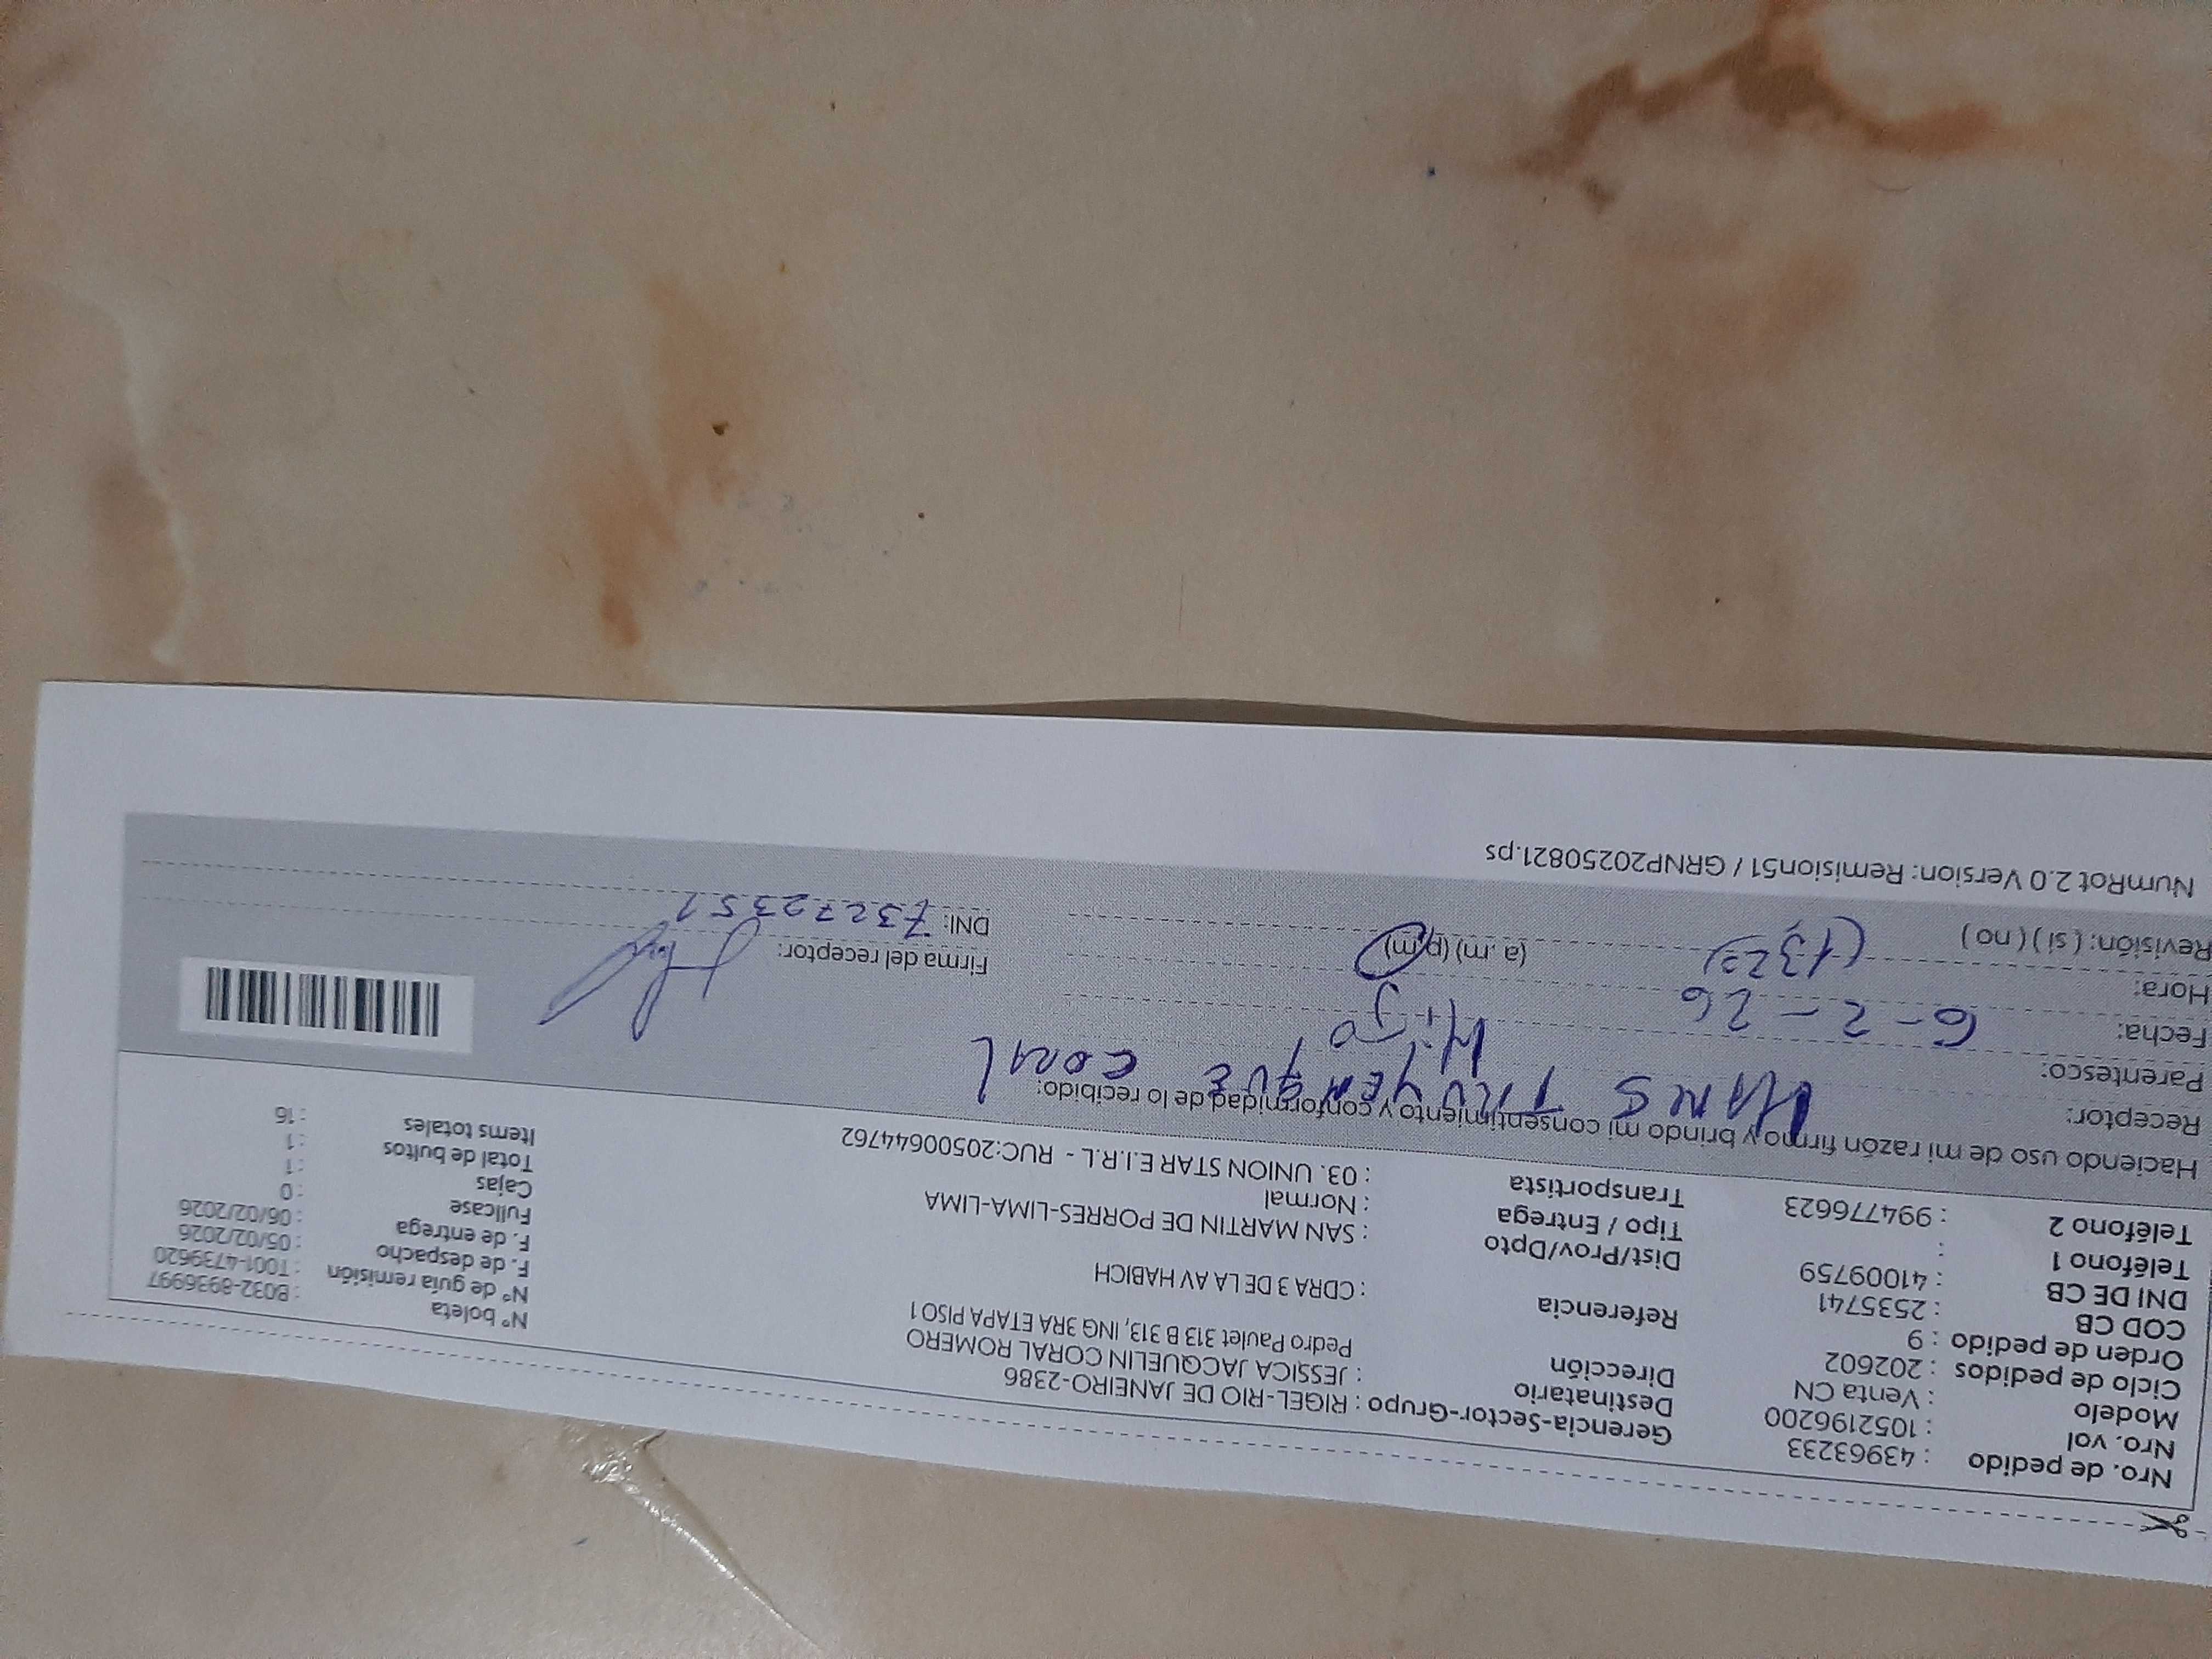 Nro. de pedido : 43963233
Nro. vol : 1052196200
Modelo : Venta CN
Ciclo de pedidos : 202602
Orden de pedido : 9
COD CB : 2535741
DNI DE CB : 41009759
Teléfono 1 :
Teléfono 2 : 994776623
Gerencia-Sector-Grupo : RIGEL-RIO DE JANEIRO-2386
Destinatario : JESSICA JACQUELIN CORAL ROMERO
Dirección Pedro Paulet 313 B 313, ING 3RA ETAPA PISO 1
Referencia : CDRA 3 DE LA AV HABICH
Dist/Prov/Dpto : SAN MARTIN DE PORRES-LIMA-LIMA
Tipo / Entrega : Normal
Transportista : 03. UNION STAR E.I.R.L - RUC:20500644762
N° boleta : B032-8936997
N° de guía remisión : T001-4739620
F. de despacho : 05/02/2026
F. de entrega : 06/02/2026
Fullcase : 0
Cajas : 1
Total de bultos : 1
Items totales : 16
Haciendo uso de mi razón firmo y brindo mi consentimiento y conformidad de lo recibido:
Receptor: HANS TRUYENQUE CORAL
Parentesco: Hijo
Fecha: 6-2-26
Hora: (a.m) (p.m)
Revisión: ( si ) ( no )
Firma del receptor:
DNI: 73272351
NumRot 2.0 Version: Remision51 / GRNP20250821.ps